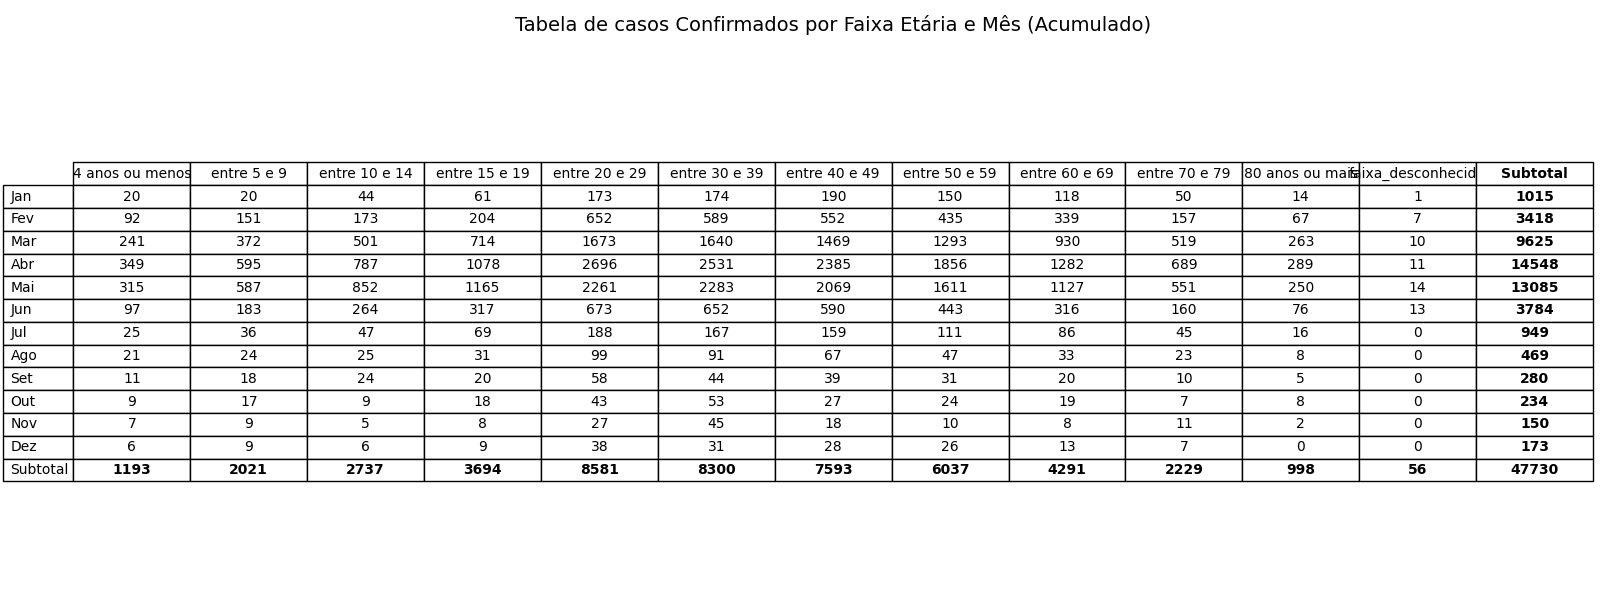 Tabela de casos Confirmados por Faixa Etária e Mês (Acumulado)
4 anos ou menos entre 5 e 9 entre 10 e 14 entre 15 e 19 entre 20 e 29 entre 30 e 39 entre 40 e 49 entre 50 e 59 entre 60 e 69 entre 70 e 79 80 anos ou mais faixa_desconhecid Subtotal
Jan 20 20 44 61 173 174 190 150 118 50 14 1 1015
Fev 92 151 173 204 652 589 552 435 339 157 67 7 3418
Mar 241 372 501 714 1673 1640 1469 1293 930 519 263 10 9625
Abr 349 595 787 1078 2696 2531 2385 1856 1282 689 289 11 14548
Mai 315 587 852 1165 2261 2283 2069 1611 1127 551 250 14 13085
Jun 97 183 264 317 673 652 590 443 316 160 76 13 3784
Jul 25 36 47 69 188 167 159 111 86 45 16 0 949
Ago 21 24 25 31 99 91 67 47 33 23 8 0 469
Set 11 18 24 20 58 44 39 31 20 10 5 0 280
Out 9 17 9 18 43 53 27 24 19 7 8 0 234
Nov 7 9 5 8 27 45 18 10 8 11 2 0 150
Dez 6 9 6 9 38 31 28 26 13 7 0 0 173
Subtotal 1193 2021 2737 3694 8581 8300 7593 6037 4291 2229 998 56 47730